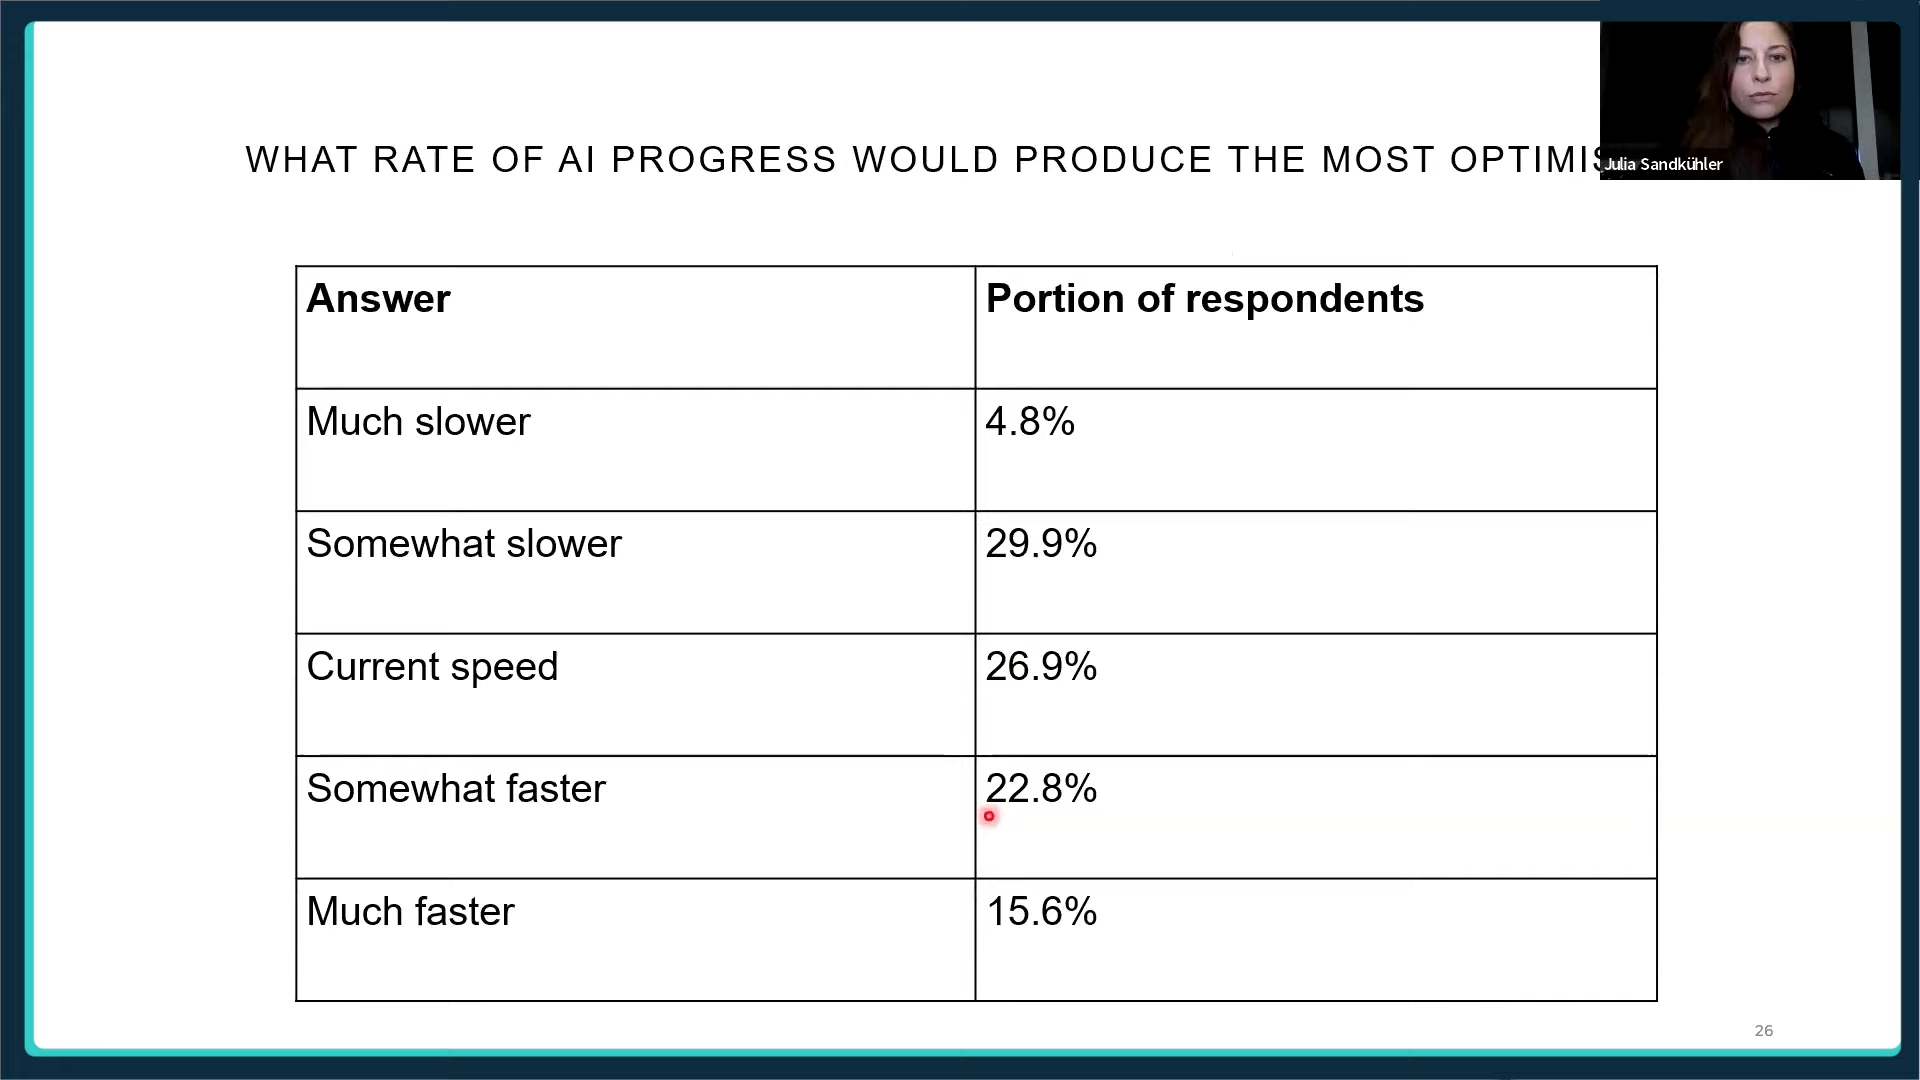 WHAT RATE OF AI PROGRESS WOULD PRODUCE THE MOST OPTIMIS
Julia Sandkühler
Answer Portion of respondents
Much slower 4.8%
Somewhat slower 29.9%
Current speed 26.9%
Somewhat faster 22.8%
Much faster 15.6%
26